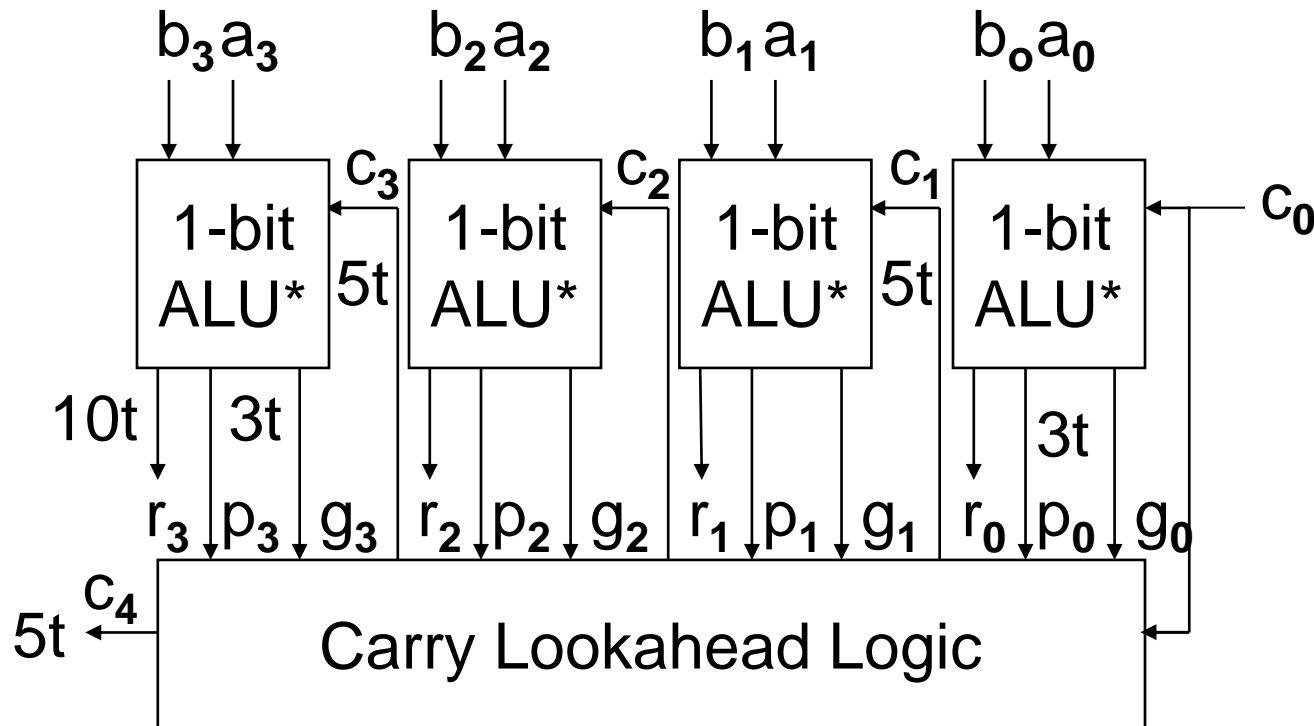 b₃ a₃ b₂ a₂ b₁ a₁ bₒ a₀
c₃ c₂ c₁ c₀
1-bit ALU* 1-bit ALU* 1-bit ALU* 1-bit ALU*
5t 5t
10t 3t 3t
r₃ p₃ g₃ r₂ p₂ g₂ r₁ p₁ g₁ r₀ p₀ g₀
c₄
5t
Carry Lookahead Logic